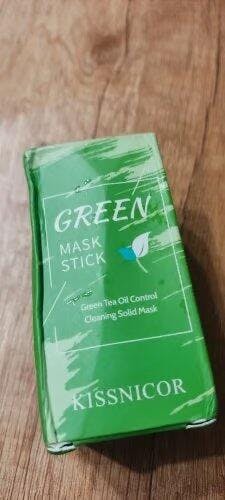 GREEN
MASK
STICK
Green Tea Oil Control
Cleaning Solid Mask
KISSNICOR